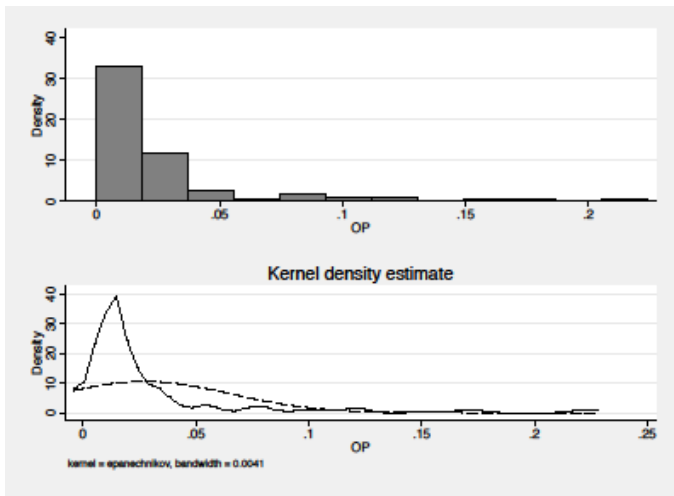 40
30
20
10
0
Density
0 .05 .1 .15 .2
OP
Kernel density estimate
40
30
20
10
0
Density
0 .05 .1 .15 .2 .25
OP
kernel = epanechnikov, bandwidth = 0.0041